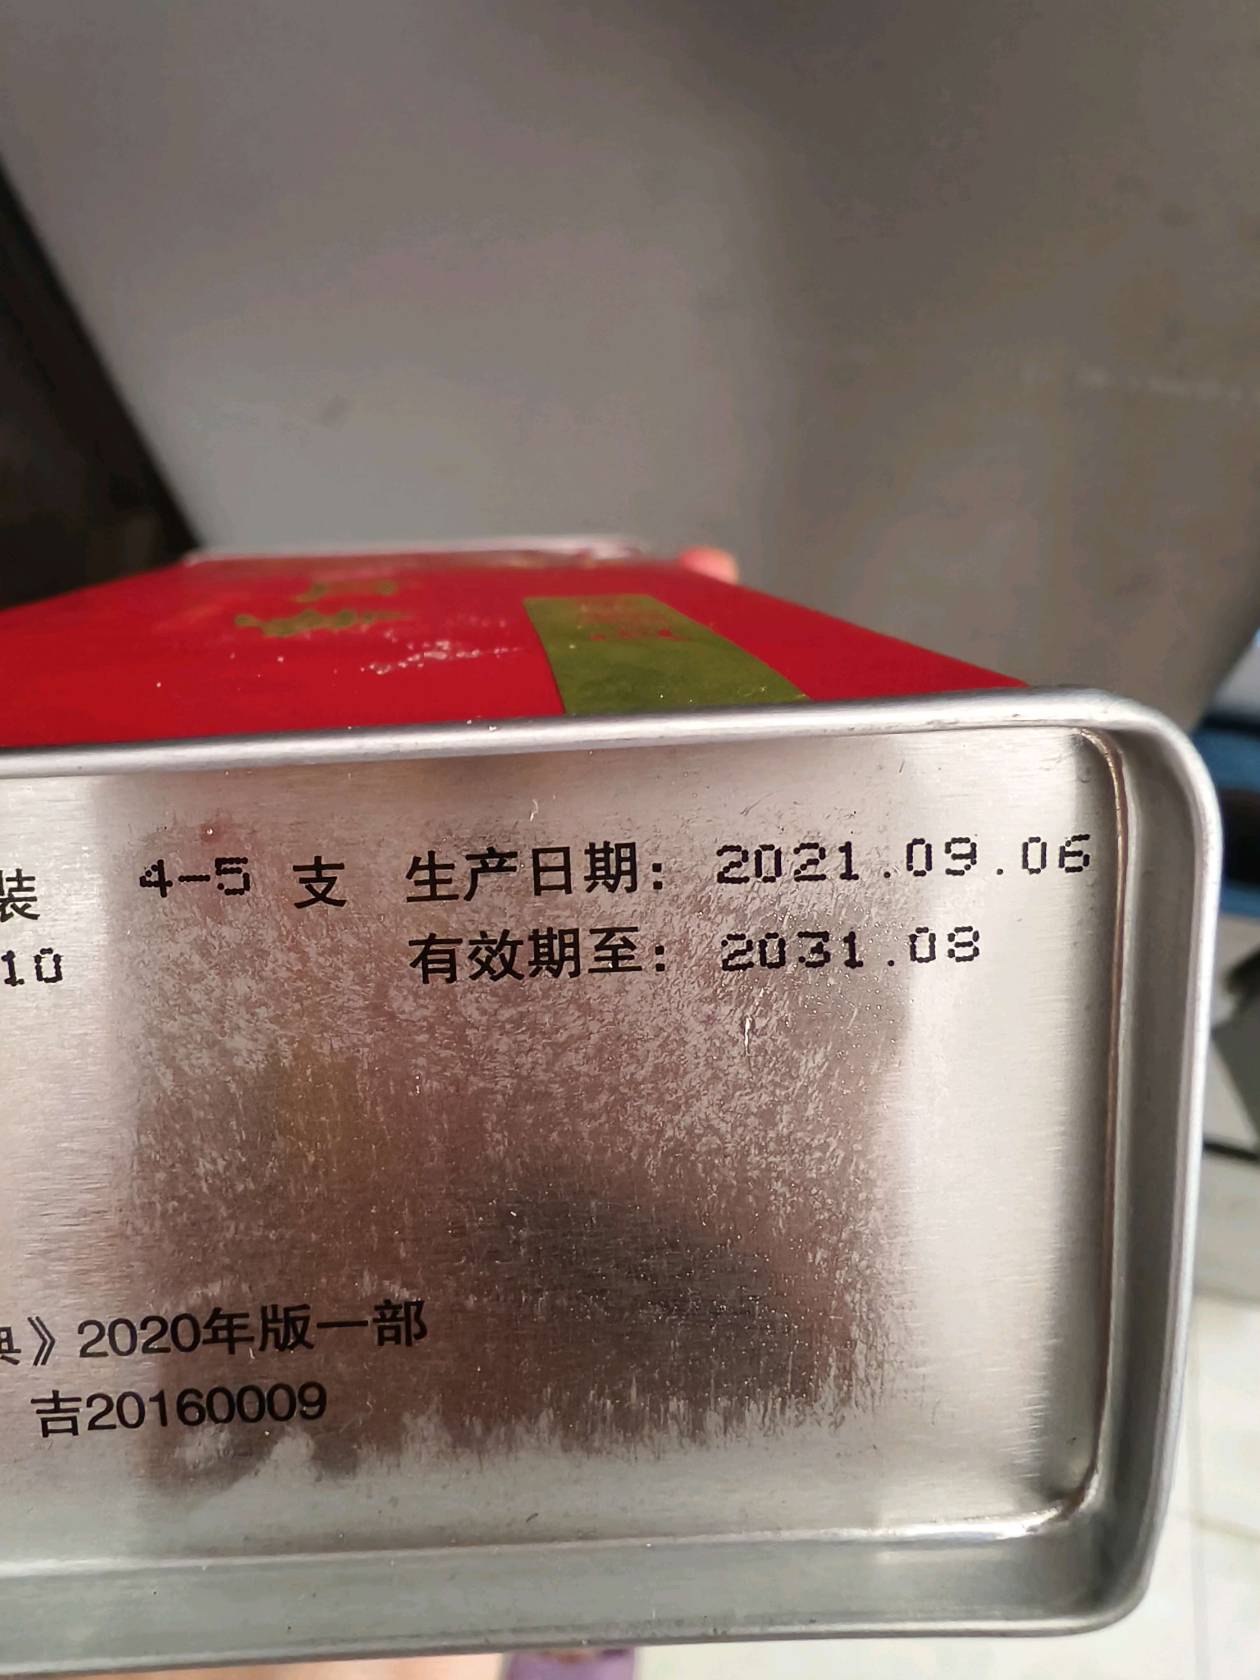 装 4-5 支 生产日期: 2021.09.06
10 有效期至: 2031.08
典》2020年版一部
吉20160009